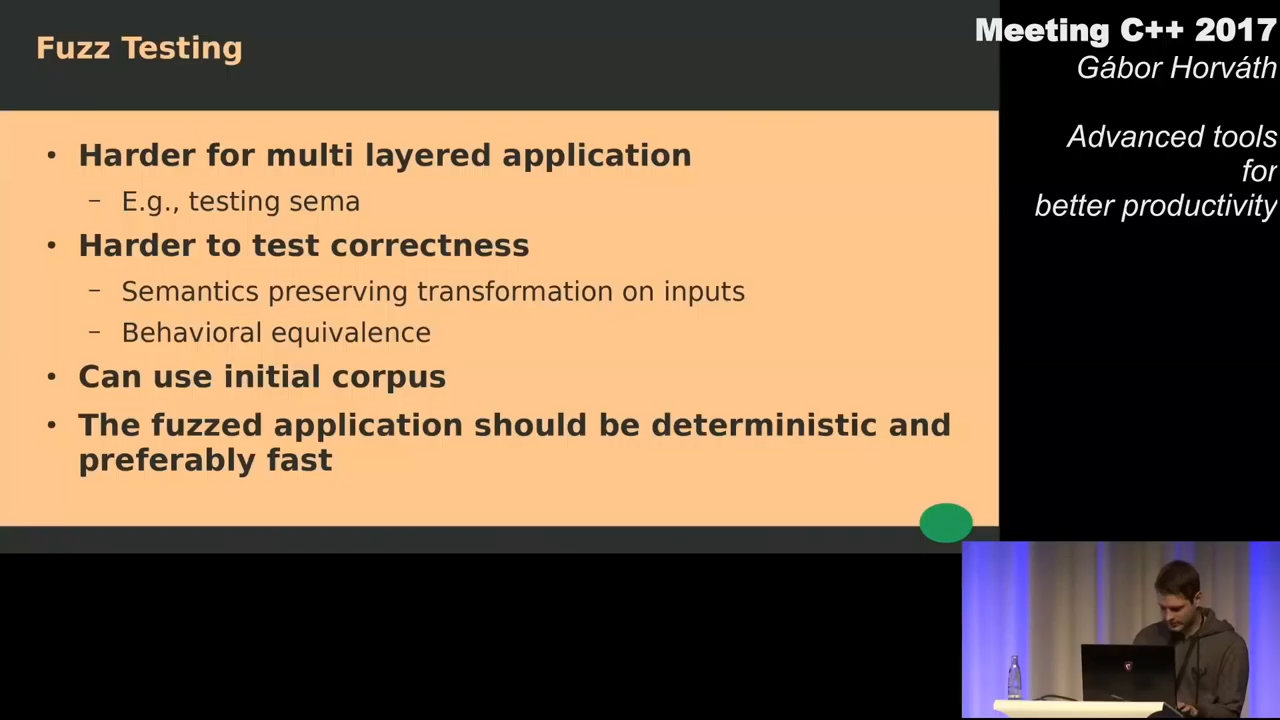 Fuzz Testing
• Harder for multi layered application
– E.g., testing sema
• Harder to test correctness
– Semantics preserving transformation on inputs
– Behavioral equivalence
• Can use initial corpus
• The fuzzed application should be deterministic and
preferably fast
Meeting C++ 2017
Gábor Horváth
Advanced tools
for
better productivity